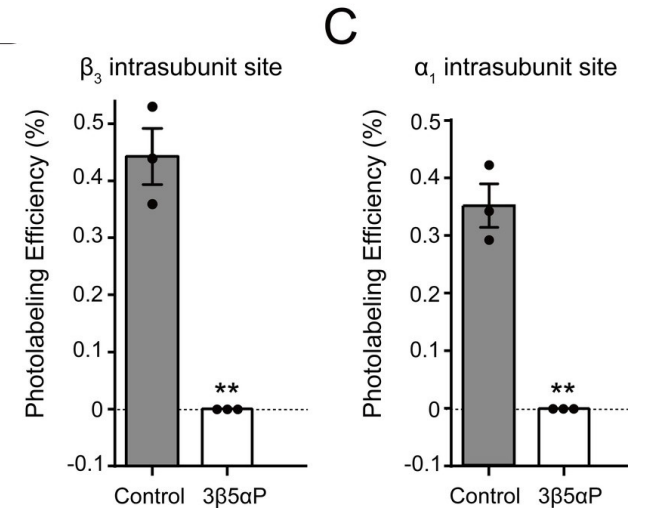 C
β3 intrasubunit site
Photolabeling Efficiency (%)
0.5
0.4
0.3
0.2
0.1
0
-0.1
**
Control 3β5αP
α1 intrasubunit site
Photolabeling Efficiency (%)
0.5
0.4
0.3
0.2
0.1
0
-0.1
**
Control 3β5αP